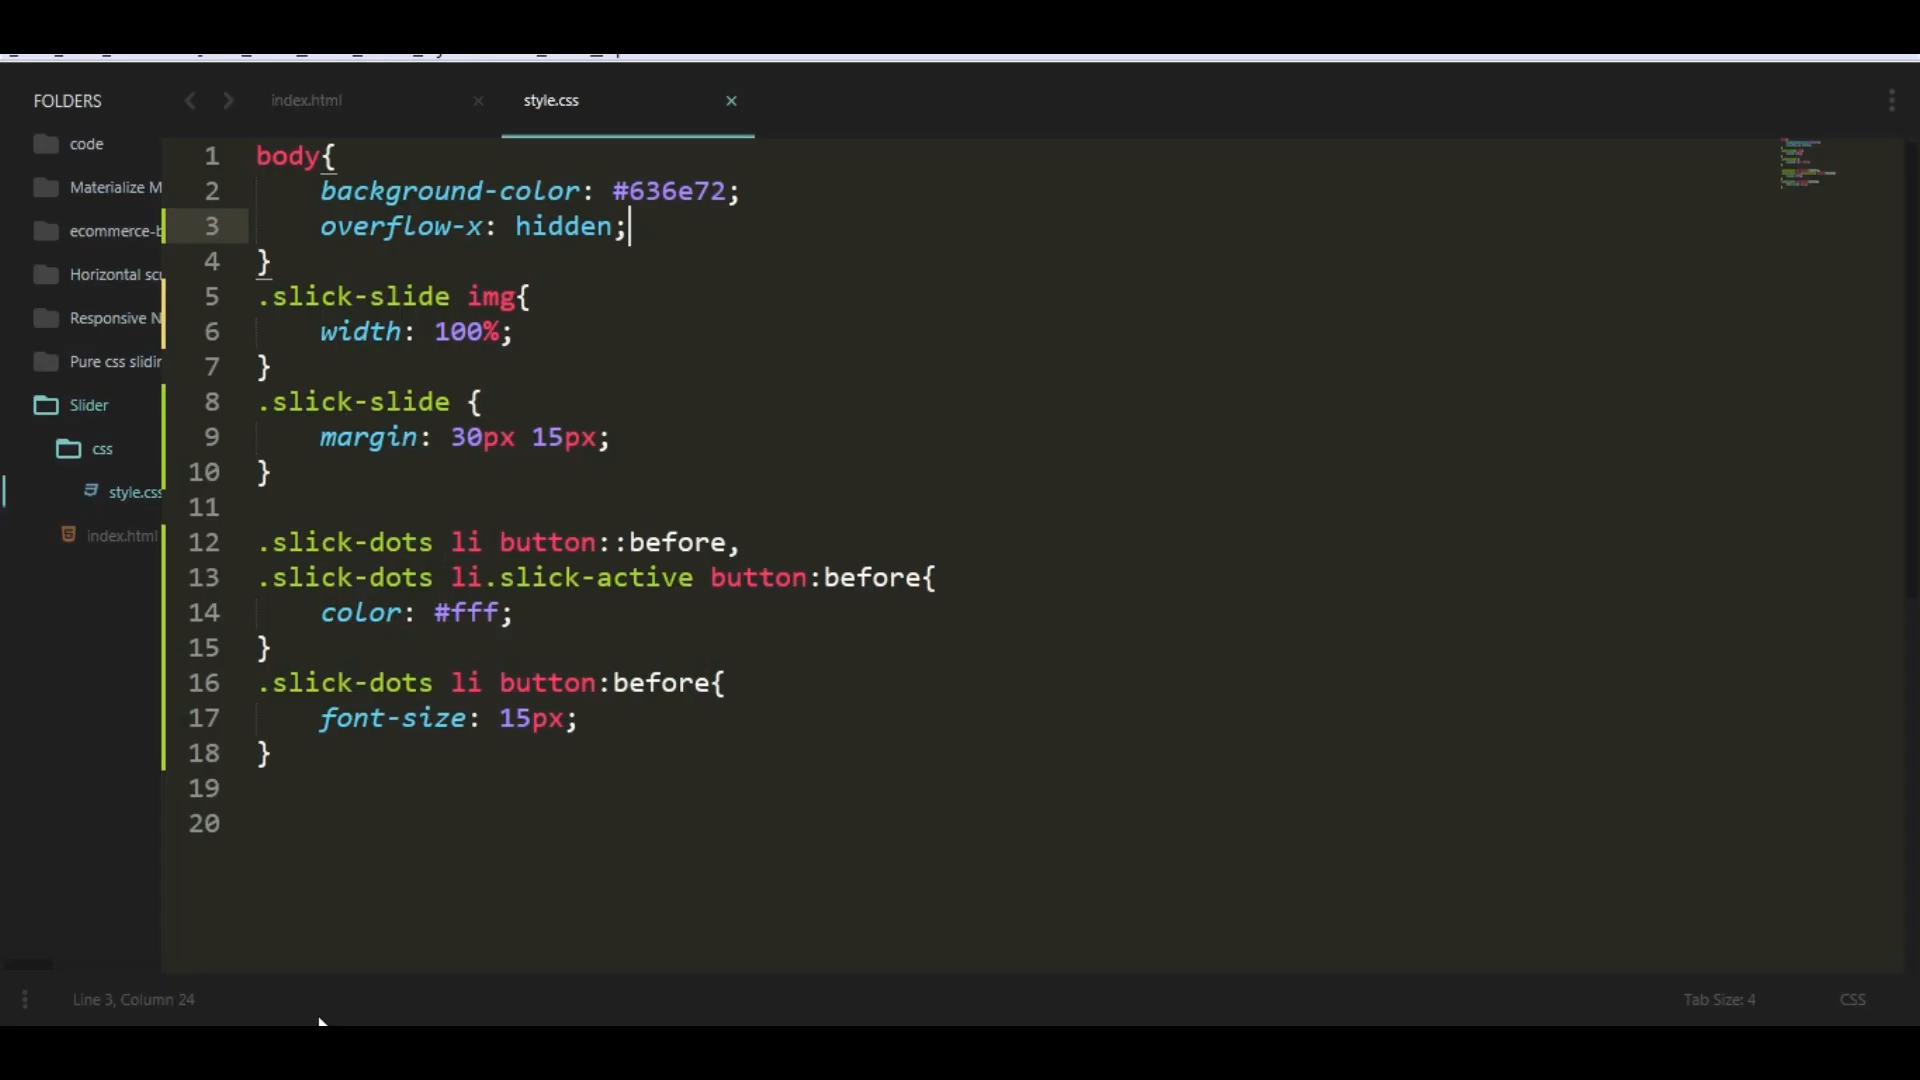 FOLDERS
index.html
style.css
code
Materialize M
ecommerce-b
Horizontal scr
Responsive N
Pure css slidin
Slider
css
style.css
index.html
1 body{
2 background-color: #636e72;
3 overflow-x: hidden;
4 }
5 .slick-slide img{
6 width: 100%;
7 }
8 .slick-slide {
9 margin: 30px 15px;
10 }
11
12 .slick-dots li button::before,
13 .slick-dots li.slick-active button:before{
14 color: #fff;
15 }
16 .slick-dots li button:before{
17 font-size: 15px;
18 }
19
20
Line 3, Column 24
Tab Size: 4
CSS